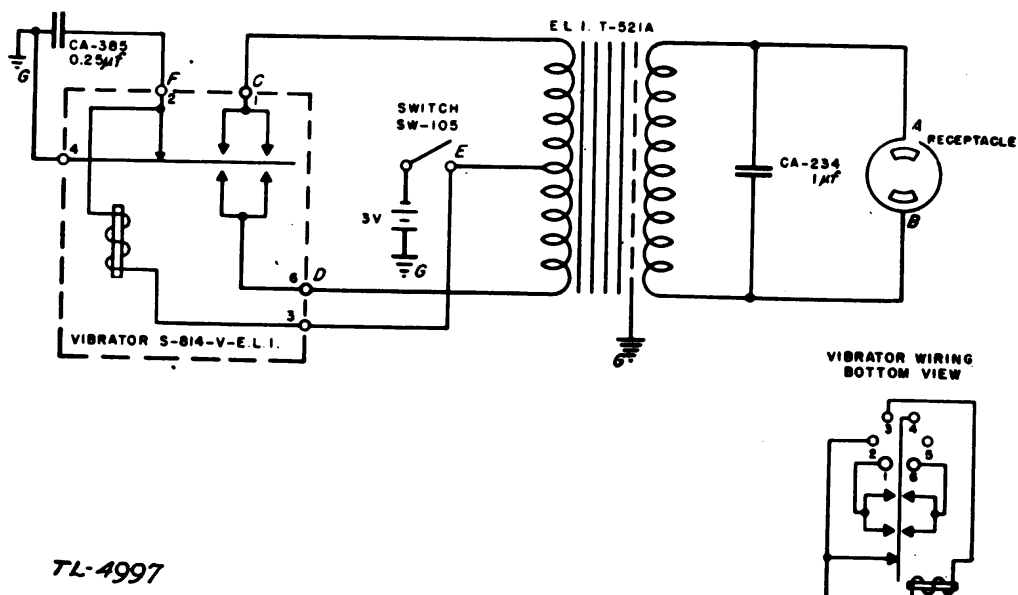 E L I. T-521A
CA-385
0.25µf
G
F
2
C
1
SWITCH
SW-105
E
4
3V
G
CA-234
1µf
A
RECEPTACLE
B
6
D
3
VIBRATOR S-814-V-E.L.I.
G
VIBRATOR WIRING
BOTTOM VIEW
3
4
2
5
1
6
TL-4997